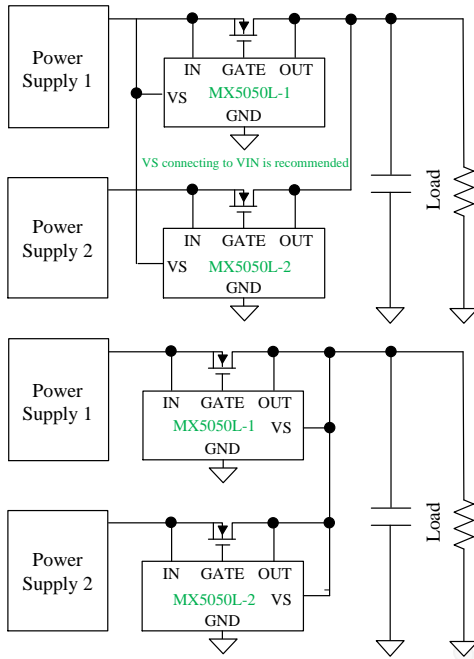 Power
Supply 1
IN GATE OUT
VS
MX5050L-1
GND
VS connecting to VIN is recommended
Power
Supply 2
IN GATE OUT
VS
MX5050L-2
GND
Load
Power
Supply 1
IN GATE OUT
MX5050L-1 VS
GND
Power
Supply 2
IN GATE OUT
MX5050L-2 VS
GND
Load